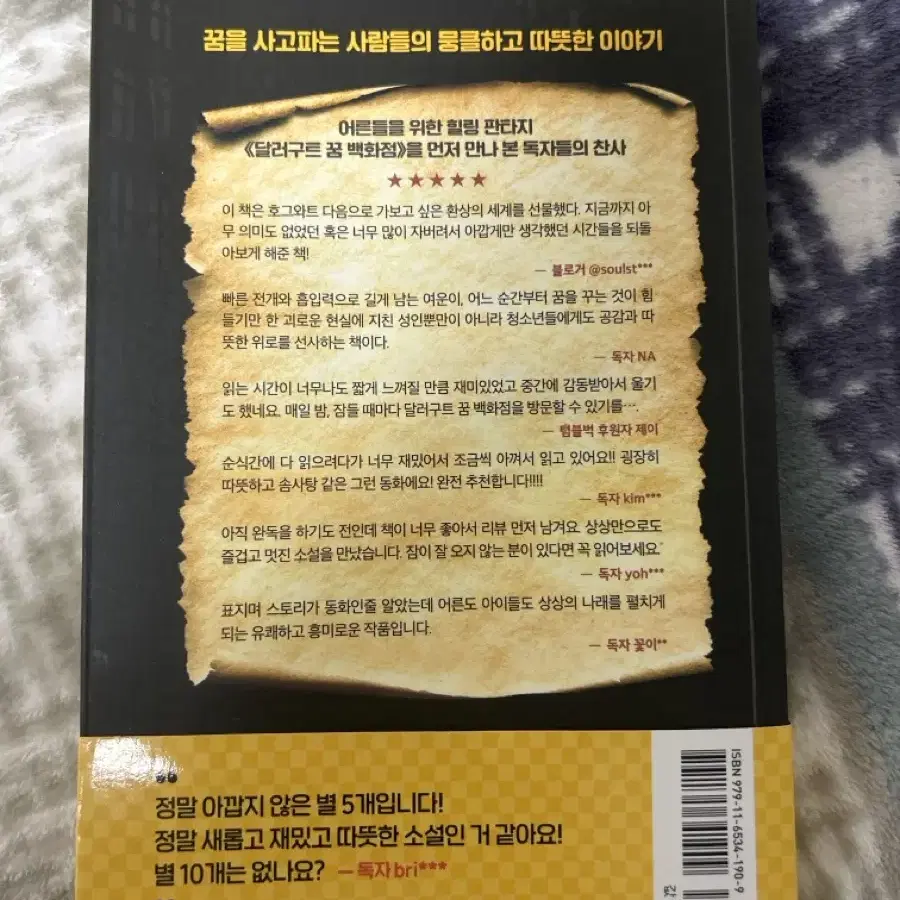 꿈을 사고파는 사람들의 뭉클하고 따뜻한 이야기
어른들을 위한 힐링 판타지
《달러구트 꿈 백화점》을 먼저 만나 본 독자들의 찬사
★★★★★
이 책은 호그와트 다음으로 가보고 싶은 환상의 세계를 선물했다. 지금까지 아
무 의미도 없었던 혹은 너무 많이 자버려서 아깝게만 생각했던 시간들을 되돌
아보게 해준 책!
— 블로거 @soulst***
빠른 전개와 흡입력으로 길게 남는 여운이, 어느 순간부터 꿈을 꾸는 것이 힘
들기만 한 괴로운 현실에 지친 성인뿐만이 아니라 청소년들에게도 공감과 따
뜻한 위로를 선사하는 책이다.
— 독자 NA
읽는 시간이 너무나도 짧게 느껴질 만큼 재미있었고 중간에 감동받아서 울기
도 했네요. 매일 밤, 잠들 때마다 달러구트 꿈 백화점을 방문할 수 있기를….
— 텀블벅 후원자 제이
순식간에 다 읽으려다가 너무 재밌어서 조금씩 아껴서 읽고 있어요!! 굉장히
따뜻하고 솜사탕 같은 그런 동화에요! 완전 추천합니다!!!!
— 독자 kim***
아직 완독을 하기도 전인데 책이 너무 좋아서 리뷰 먼저 남겨요. 상상만으로도
즐겁고 멋진 소설을 만났습니다. 잠이 잘 오지 않는 분이 있다면 꼭 읽어보세요.
— 독자 yoh***
표지며 스토리가 동화인줄 알았는데 어른도 아이들도 상상의 나래를 펼치게
되는 유쾌하고 흥미로운 작품입니다.
— 독자 꽃이**
“
정말 아깝지 않은 별 5개입니다!
정말 새롭고 재밌고 따뜻한 소설인 거 같아요!
별 10개는 없나요? — 독자 bri***
ISBN 979-11-6534-190-9